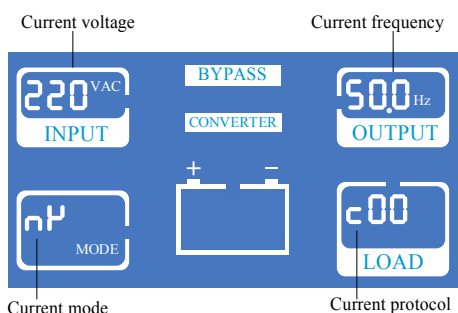 Current voltage
Current frequency
220 VAC
INPUT
BYPASS
CONVERTER
50.0 Hz
OUTPUT
+ −
MODE
c00
LOAD
Current mode
Current protocol